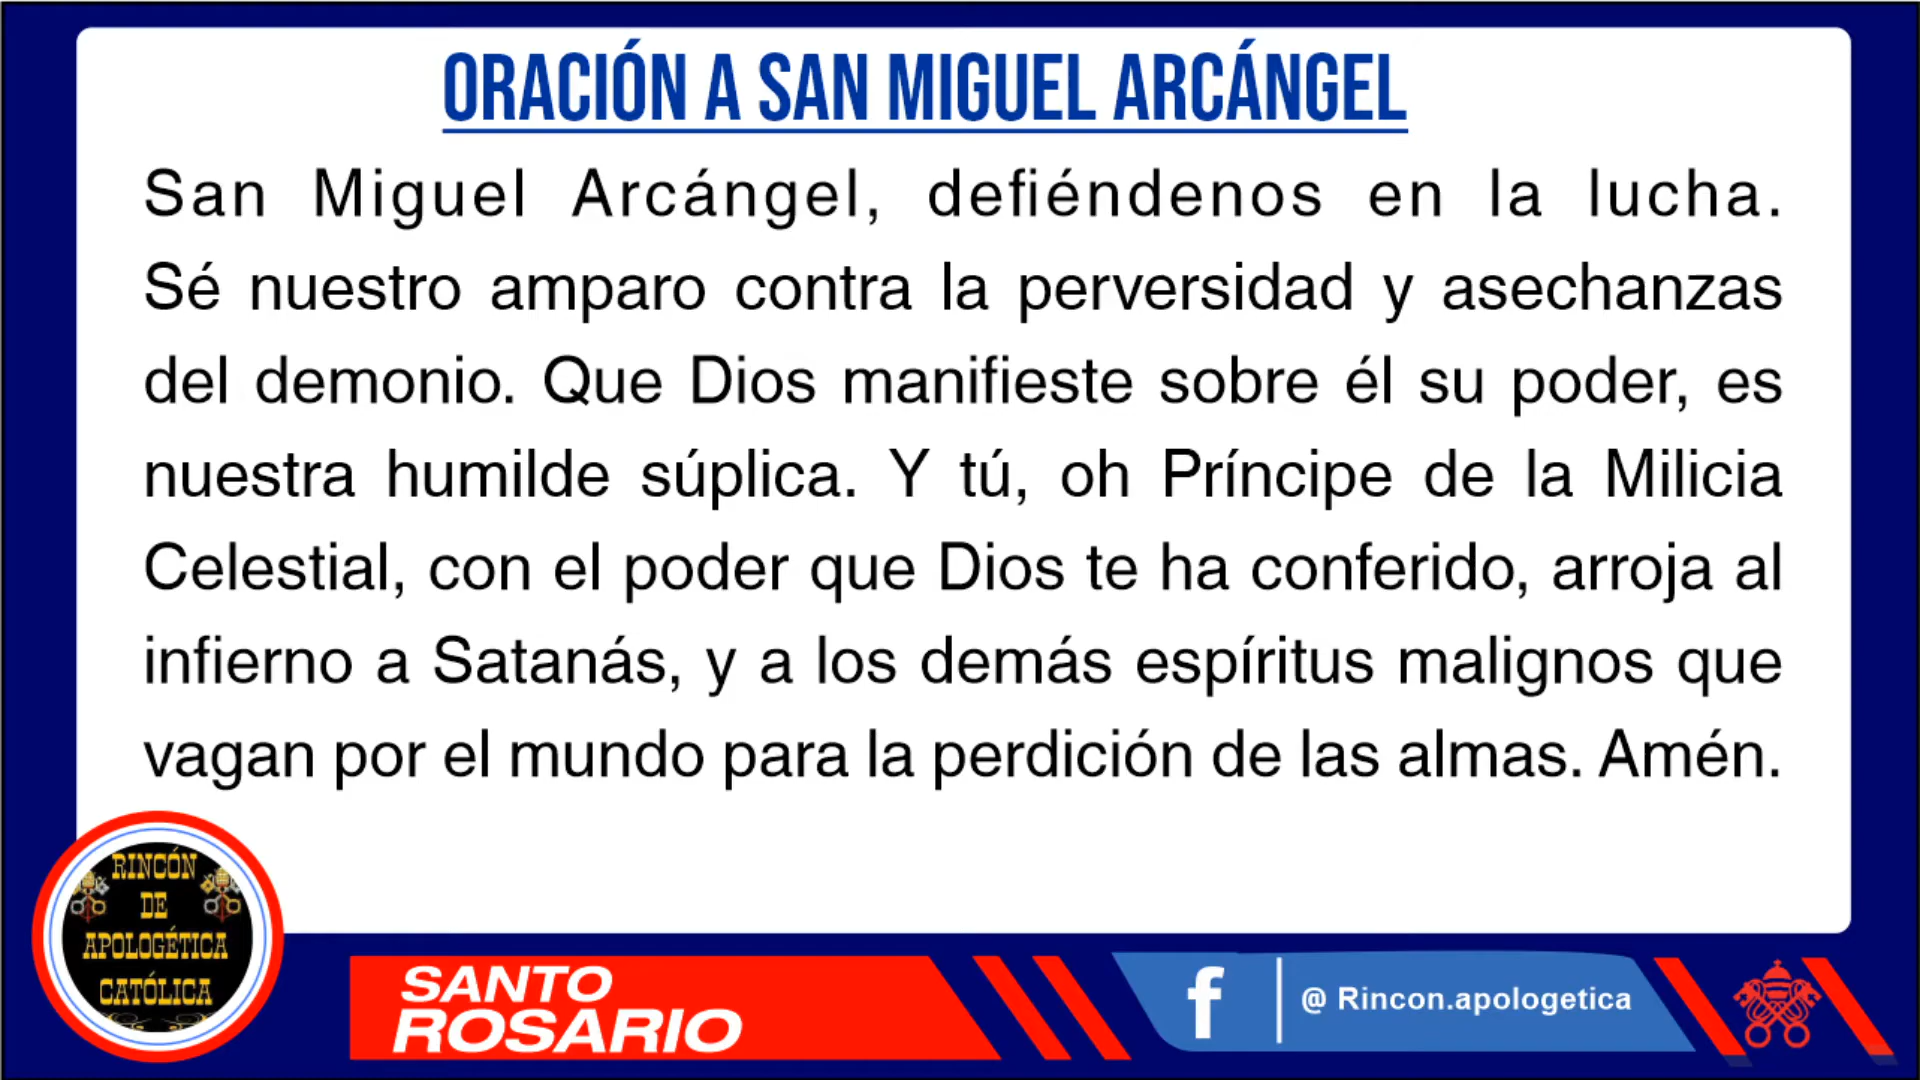 ORACIÓN A SAN MIGUEL ARCÁNGEL
San Miguel Arcángel, defiéndenos en la lucha.
Sé nuestro amparo contra la perversidad y asechanzas
del demonio. Que Dios manifieste sobre él su poder, es
nuestra humilde súplica. Y tú, oh Príncipe de la Milicia
Celestial, con el poder que Dios te ha conferido, arroja al
infierno a Satanás, y a los demás espíritus malignos que
vagan por el mundo para la perdición de las almas. Amén.
RINCÓN
DE
APOLOGÉTICA
CATÓLICA
SANTO
ROSARIO
f
@ Rincon.apologetica